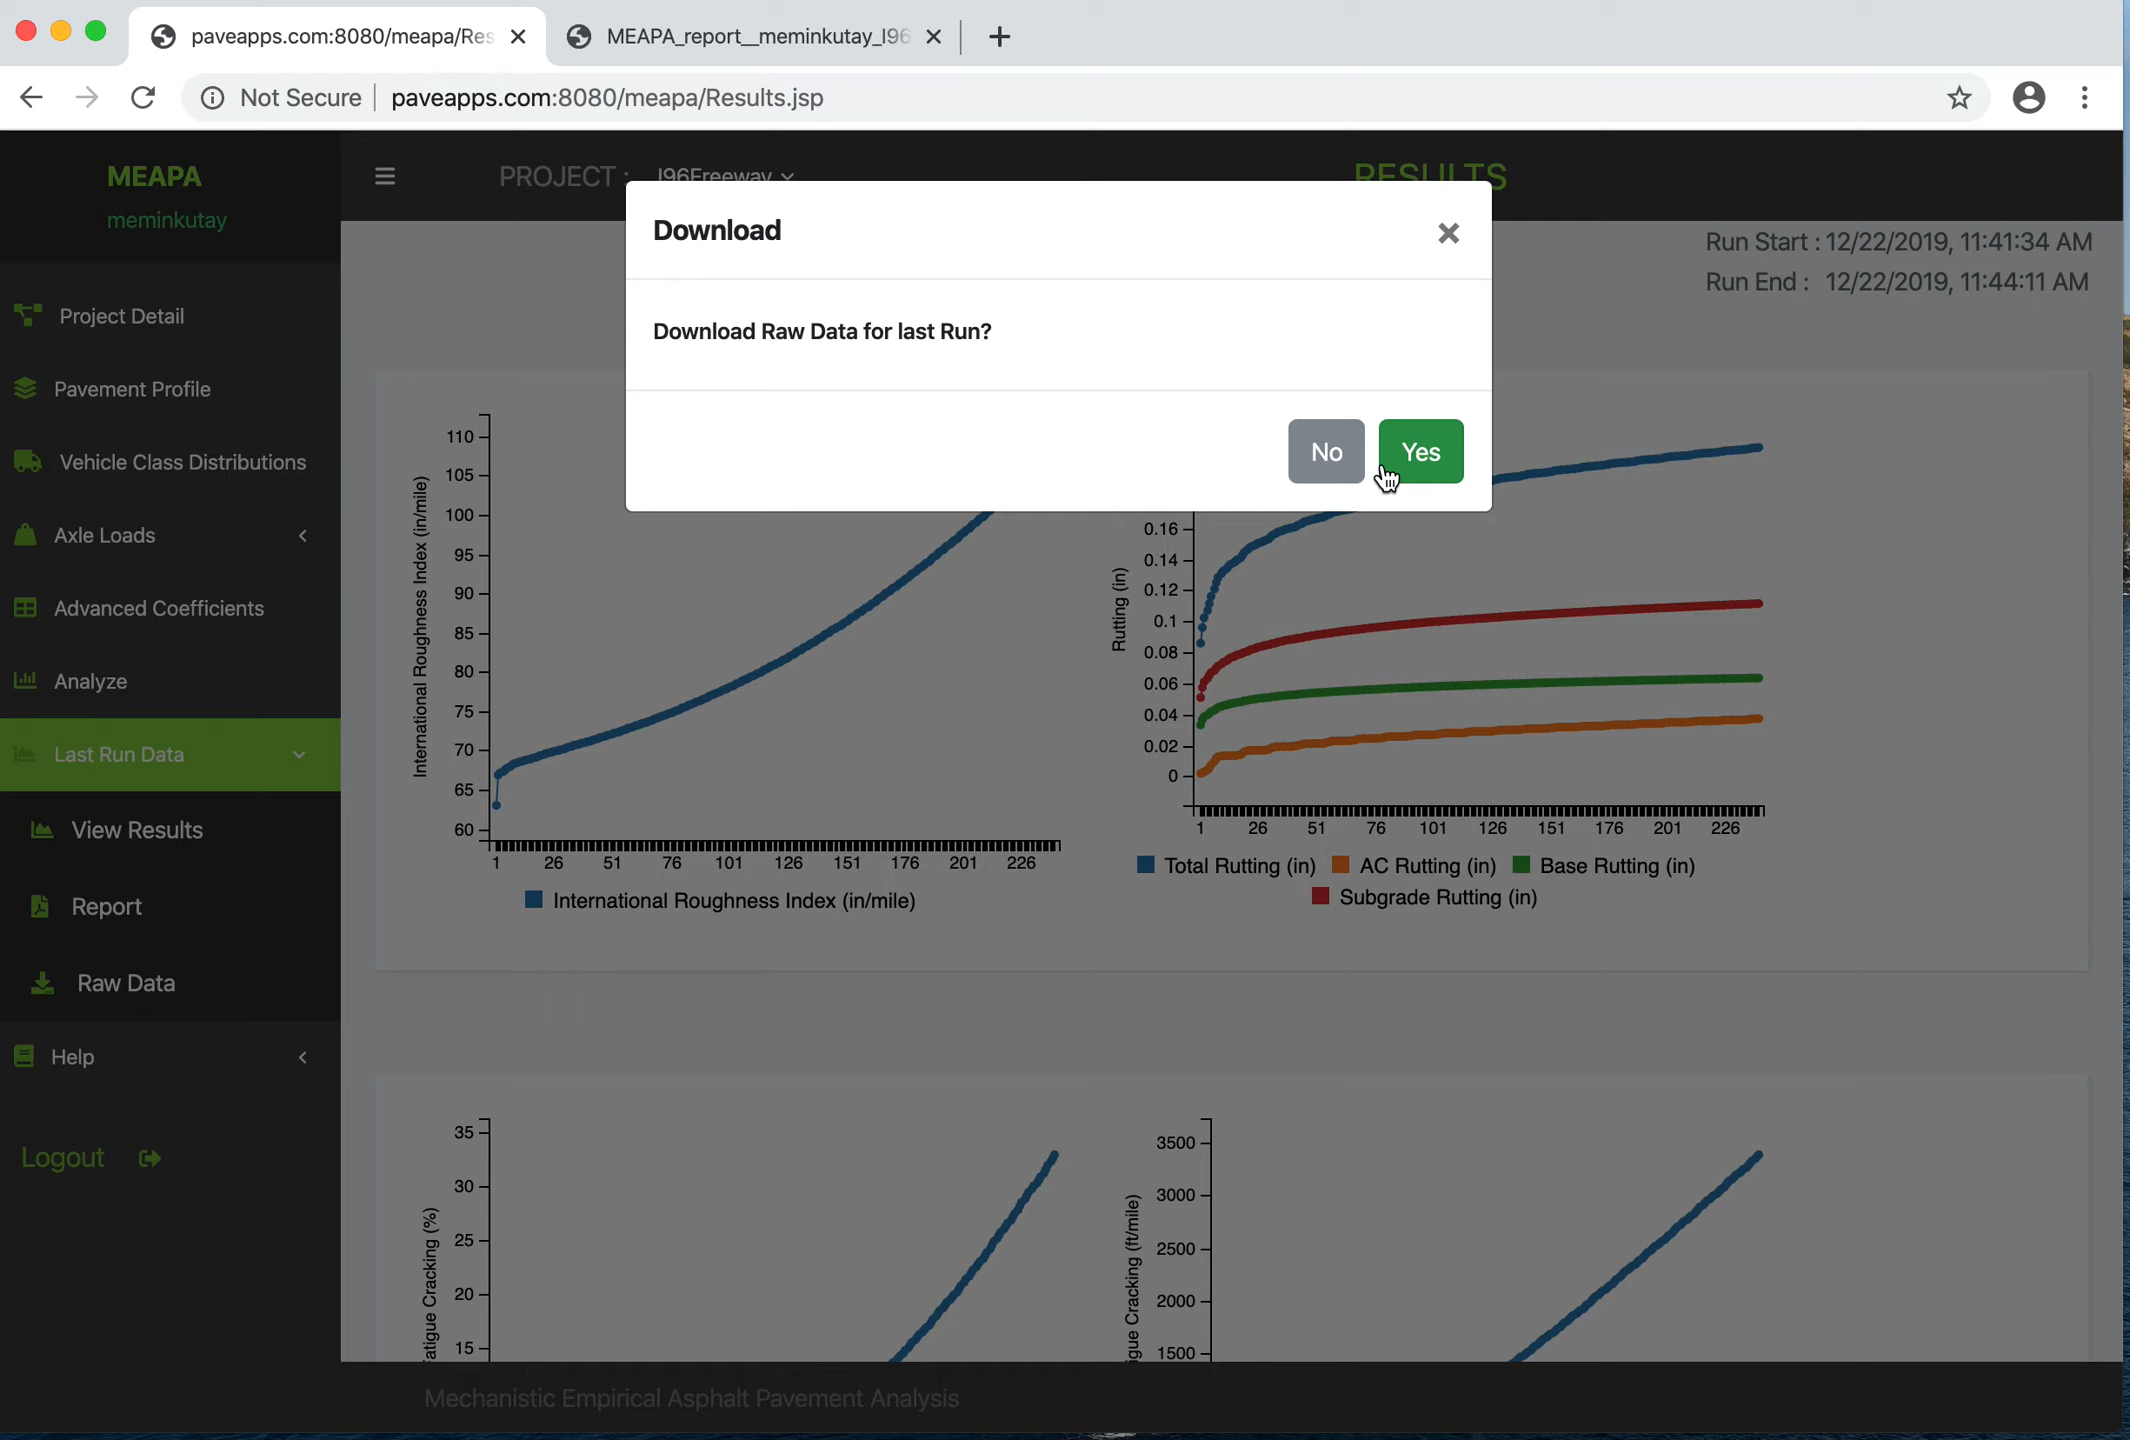 paveapps.com:8080/meapa/Res
MEAPA_report__meminkutay_I96
Not Secure
paveapps.com:8080/meapa/Results.jsp
MEAPA
meminkutay
PROJECT :
I96Freeway
RESULTS
Run Start : 12/22/2019, 11:41:34 AM
Run End : 12/22/2019, 11:44:11 AM
Download
Download Raw Data for last Run?
No
Yes
Project Detail
Pavement Profile
Vehicle Class Distributions
Axle Loads
Advanced Coefficients
Analyze
Last Run Data
View Results
Report
Raw Data
Help
Logout
International Roughness Index (in/mile)
110
105
100
95
90
85
80
75
70
65
60
1 26 51 76 101 126 151 176 201 226
International Roughness Index (in/mile)
Rutting (in)
0.16
0.14
0.12
0.1
0.08
0.06
0.04
0.02
0
1 26 51 76 101 126 151 176 201 226
Total Rutting (in) AC Rutting (in) Base Rutting (in)
Subgrade Rutting (in)
atigue Cracking (%)
35
30
25
20
15
gue Cracking (ft/mile)
3500
3000
2500
2000
1500
Mechanistic Empirical Asphalt Pavement Analysis